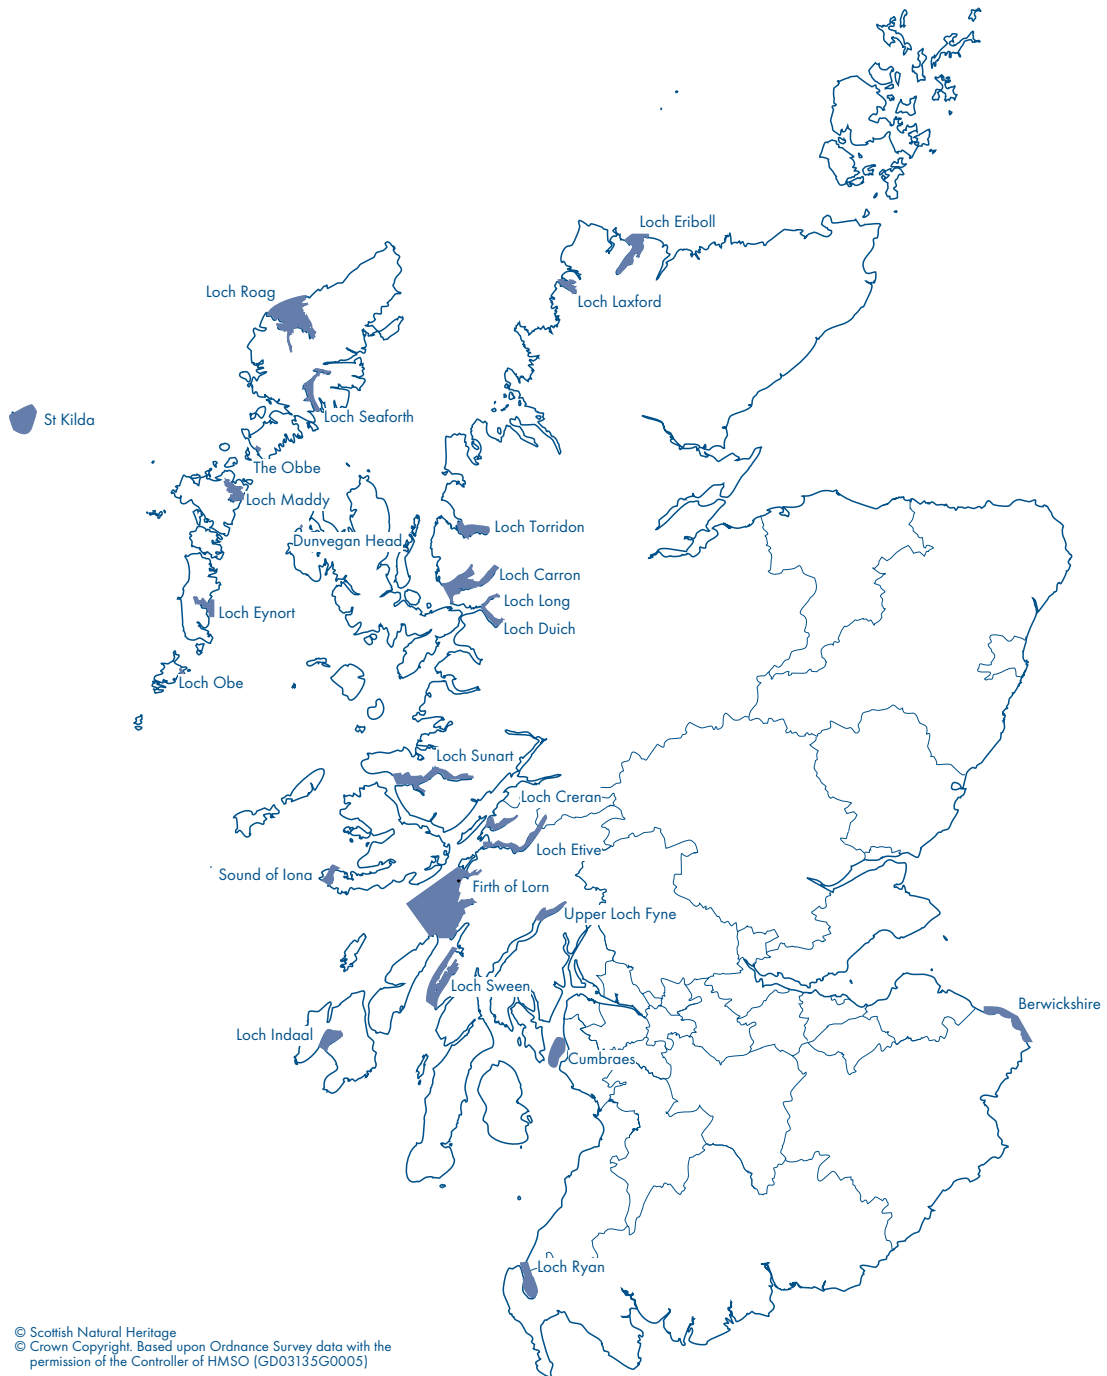 Loch Eriboll
Loch Roag
Loch Laxford
St Kilda
Loch Seaforth
The Obbe
Loch Maddy
Loch Torridon
Dunvegan Head
Loch Carron
Loch Long
Loch Eynort
Loch Duich
Loch Obe
Loch Sunart
Loch Creran
Loch Etive
Sound of Iona
Firth of Lorn
Upper Loch Fyne
Loch Sween
Berwickshire
Loch Indaal
Cumbraes
Loch Ryan
© Scottish Natural Heritage
© Crown Copyright. Based upon Ordnance Survey data with the
permission of the Controller of HMSO (GD03135G0005)